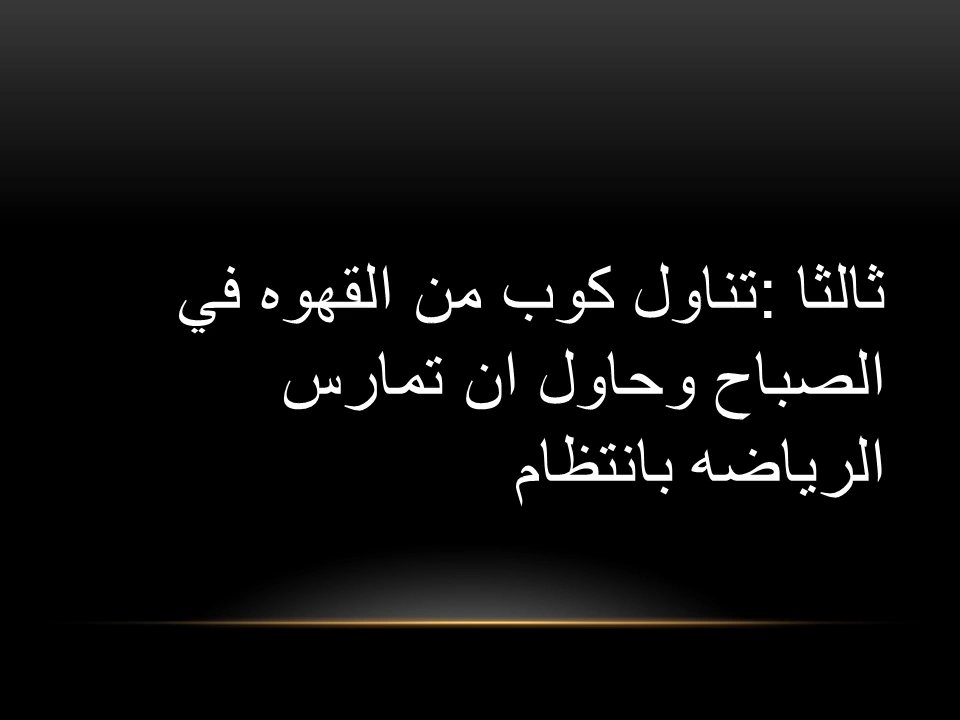 ثالثا :تناول كوب من القهوه في
الصباح وحاول ان تمارس
الرياضه بانتظام